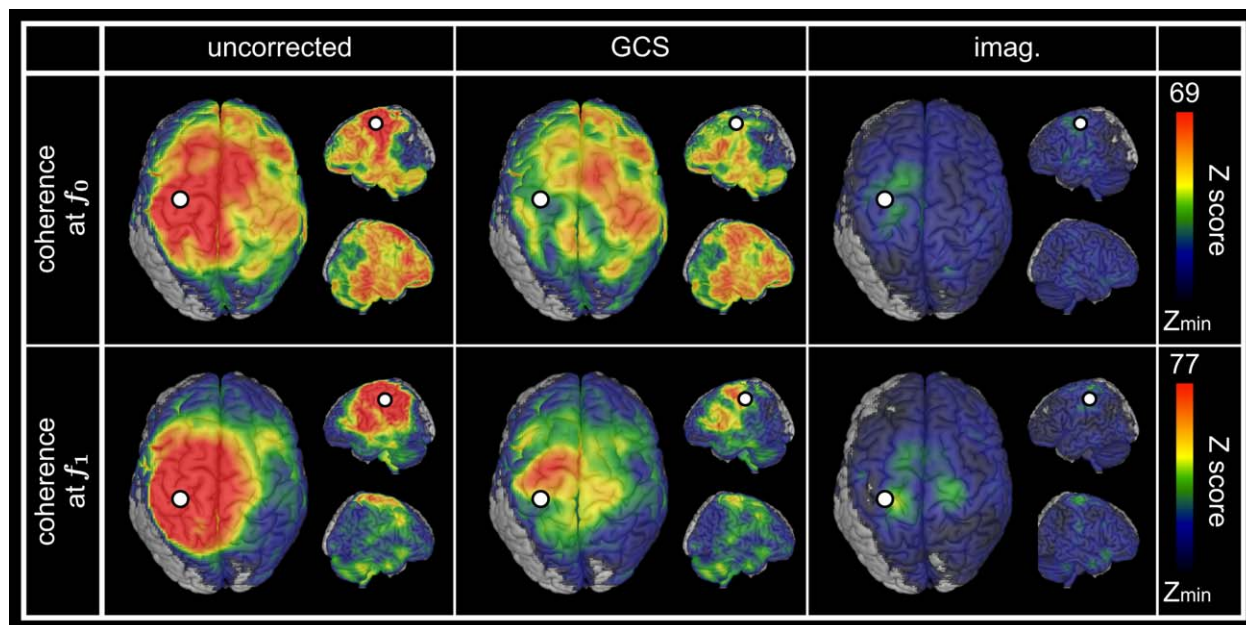 uncorrected
GCS
imag.
coherence
at f₀
69
Z score
Zmin
coherence
at f₁
77
Z score
Zmin